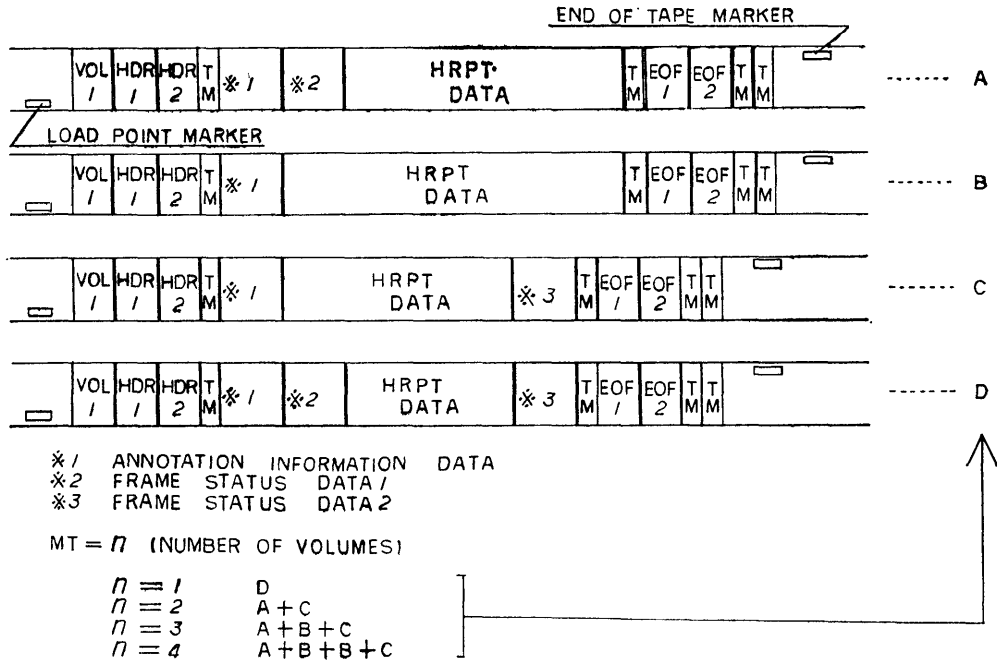 END OF TAPE MARKER
VOL 1 HDR 1 HDR 2 TM ※1 ※2 HRPT DATA TM EOF 1 EOF 2 TM TM ------ A
LOAD POINT MARKER
VOL 1 HDR 1 HDR 2 TM ※1 HRPT DATA TM EOF 1 EOF 2 TM TM ------ B
VOL 1 HDR 1 HDR 2 TM ※1 HRPT DATA ※3 TM EOF 1 EOF 2 TM TM ------ C
VOL 1 HDR 1 HDR 2 TM ※1 ※2 HRPT DATA ※3 TM EOF 1 EOF 2 TM TM ------ D
※1 ANNOTATION INFORMATION DATA
※2 FRAME STATUS DATA 1
※3 FRAME STATUS DATA 2
MT = n (NUMBER OF VOLUMES)
n = 1 D
n = 2 A + C
n = 3 A + B + C
n = 4 A + B + B + C